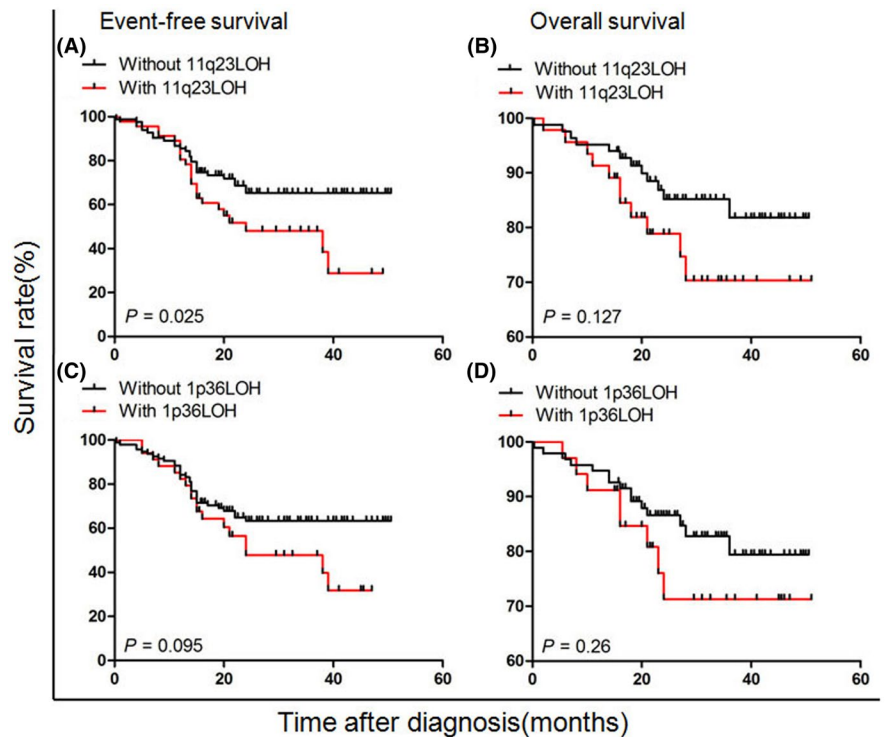 Event-free survival
Overall survival
(A)
Without 11q23LOH
With 11q23LOH
100
80
60
40
20
0
P = 0.025
0 20 40 60
(B)
Without 11q23LOH
With 11q23LOH
100
90
80
70
60
P = 0.127
0 20 40 60
(C)
Without 1p36LOH
With 1p36LOH
100
80
60
40
20
0
P = 0.095
0 20 40 60
(D)
Without 1p36LOH
With 1p36LOH
100
90
80
70
60
P = 0.26
0 20 40 60
Survival rate(%)
Time after diagnosis(months)